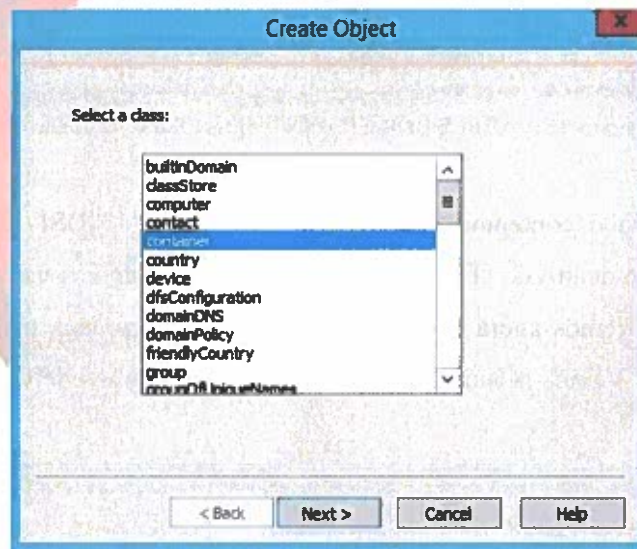 Create Object
x
Select a class:
builtinDomain
classStore
computer
contact
container
country
device
dfsConfiguration
domainDNS
domainPolicy
friendlyCountry
group
groupOfUniqueNames
< Back
Next >
Cancel
Help